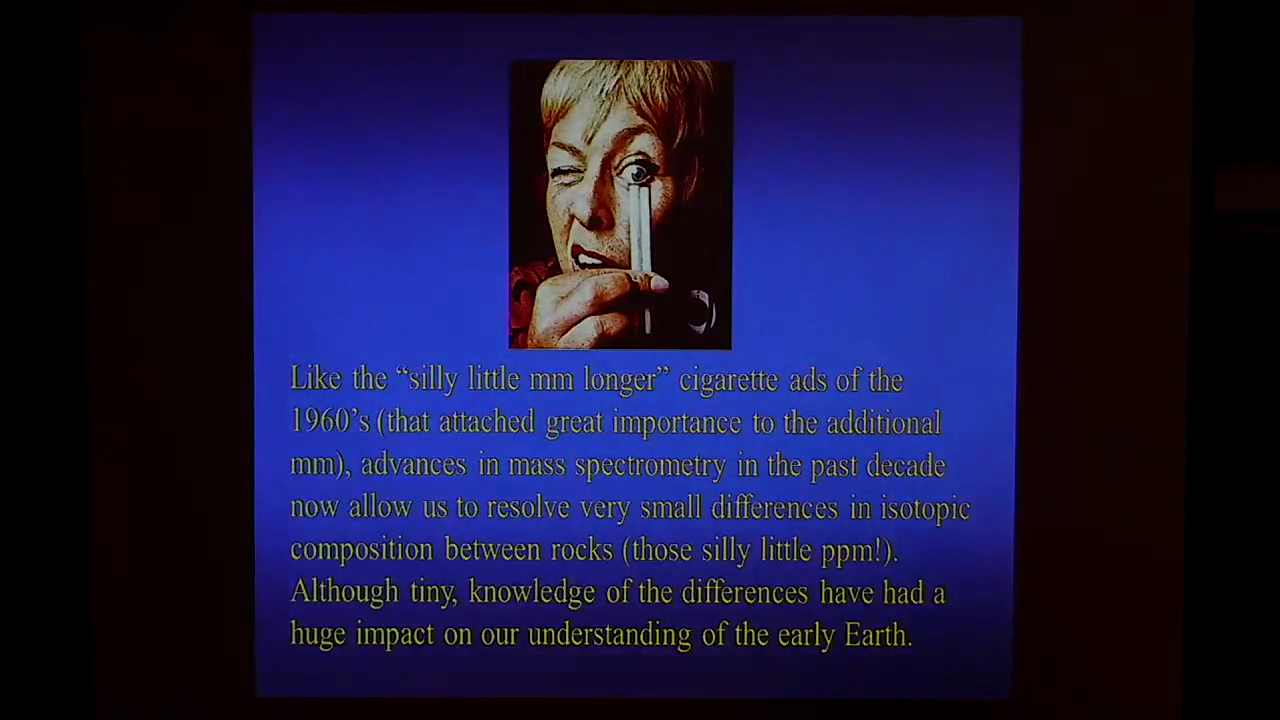 Like the “silly little mm longer” cigarette ads of the
1960’s (that attached great importance to the additional
mm), advances in mass spectrometry in the past decade
now allow us to resolve very small differences in isotopic
composition between rocks (those silly little ppm!).
Although tiny, knowledge of the differences have had a
huge impact on our understanding of the early Earth.